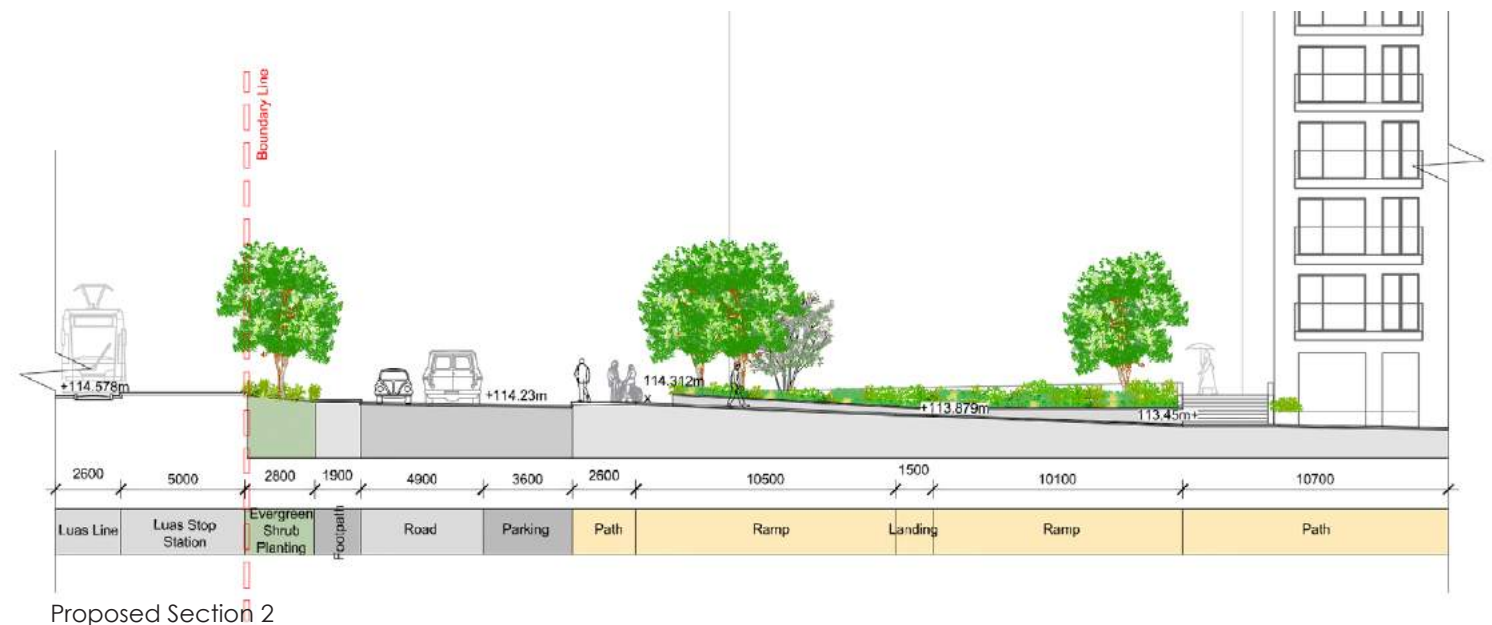 Boundary Line
+114.578m
+114.23m
114.312m
x
+113.879m
113.45m+
2600 5000 2800 1900 4900 3600 2600 10500 1500 10100 10700
Luas Line
Luas Stop
Station
Evergreen
Shrub
Planting
Footpath
Road
Parking
Path
Ramp
Landing
Ramp
Path
Proposed Section 2